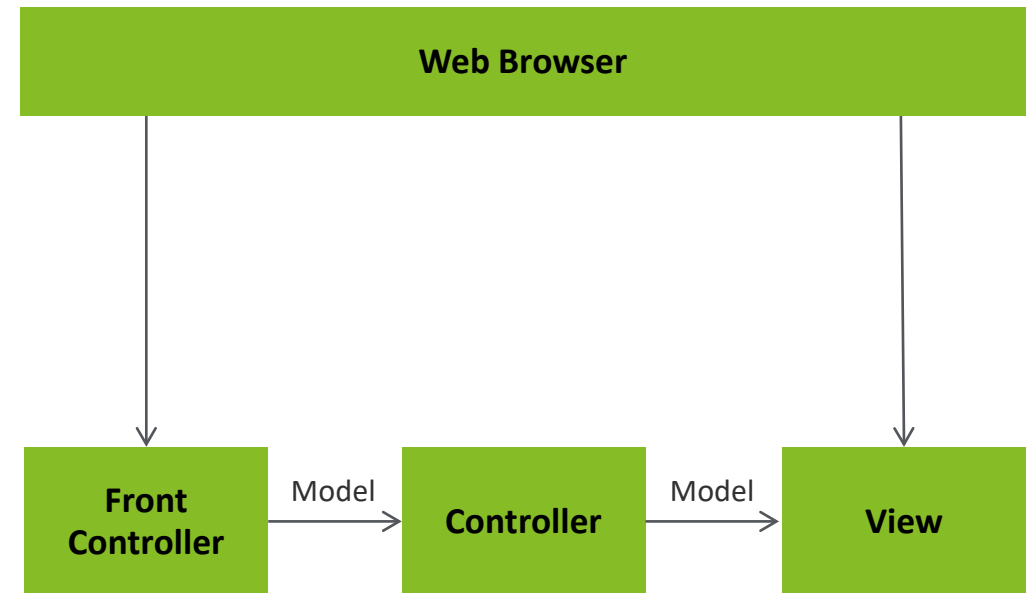 Web Browser
Front
Controller
Model
Controller
Model
View